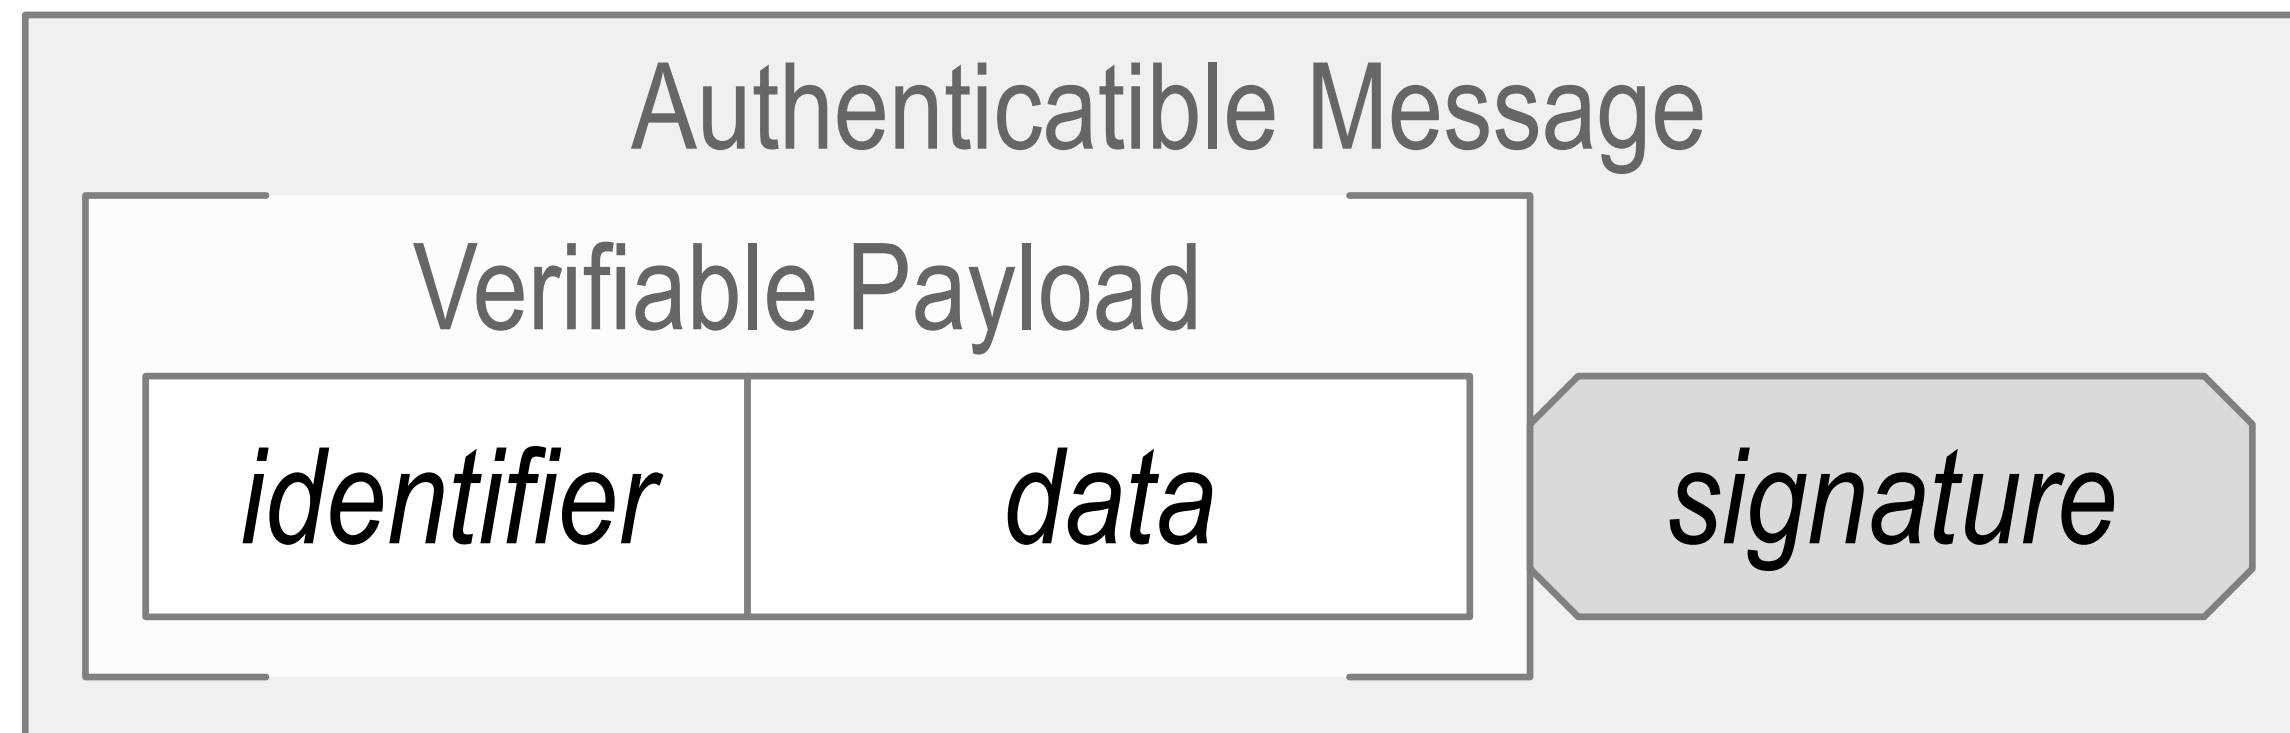 Authenticatible Message
Verifiable Payload
identifier data signature